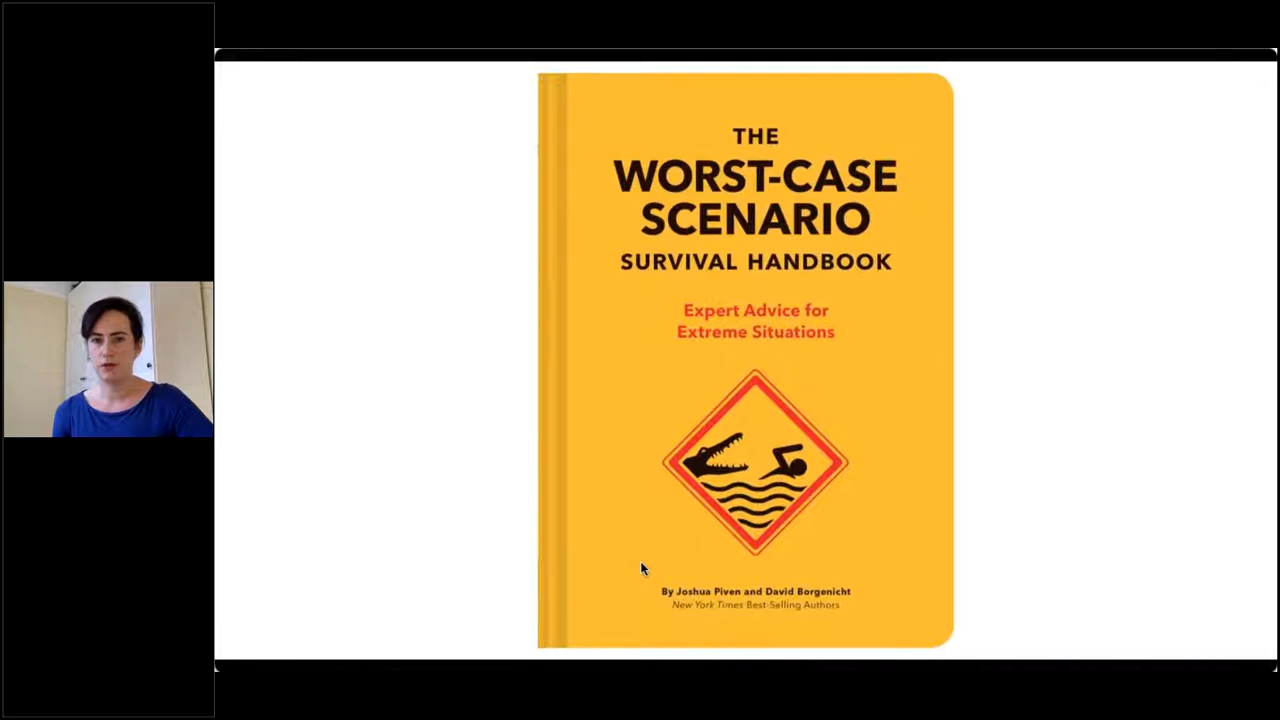 THE
WORST-CASE
SCENARIO
SURVIVAL HANDBOOK
Expert Advice for
Extreme Situations
By Joshua Piven and David Borgenicht
New York Times Best-Selling Authors